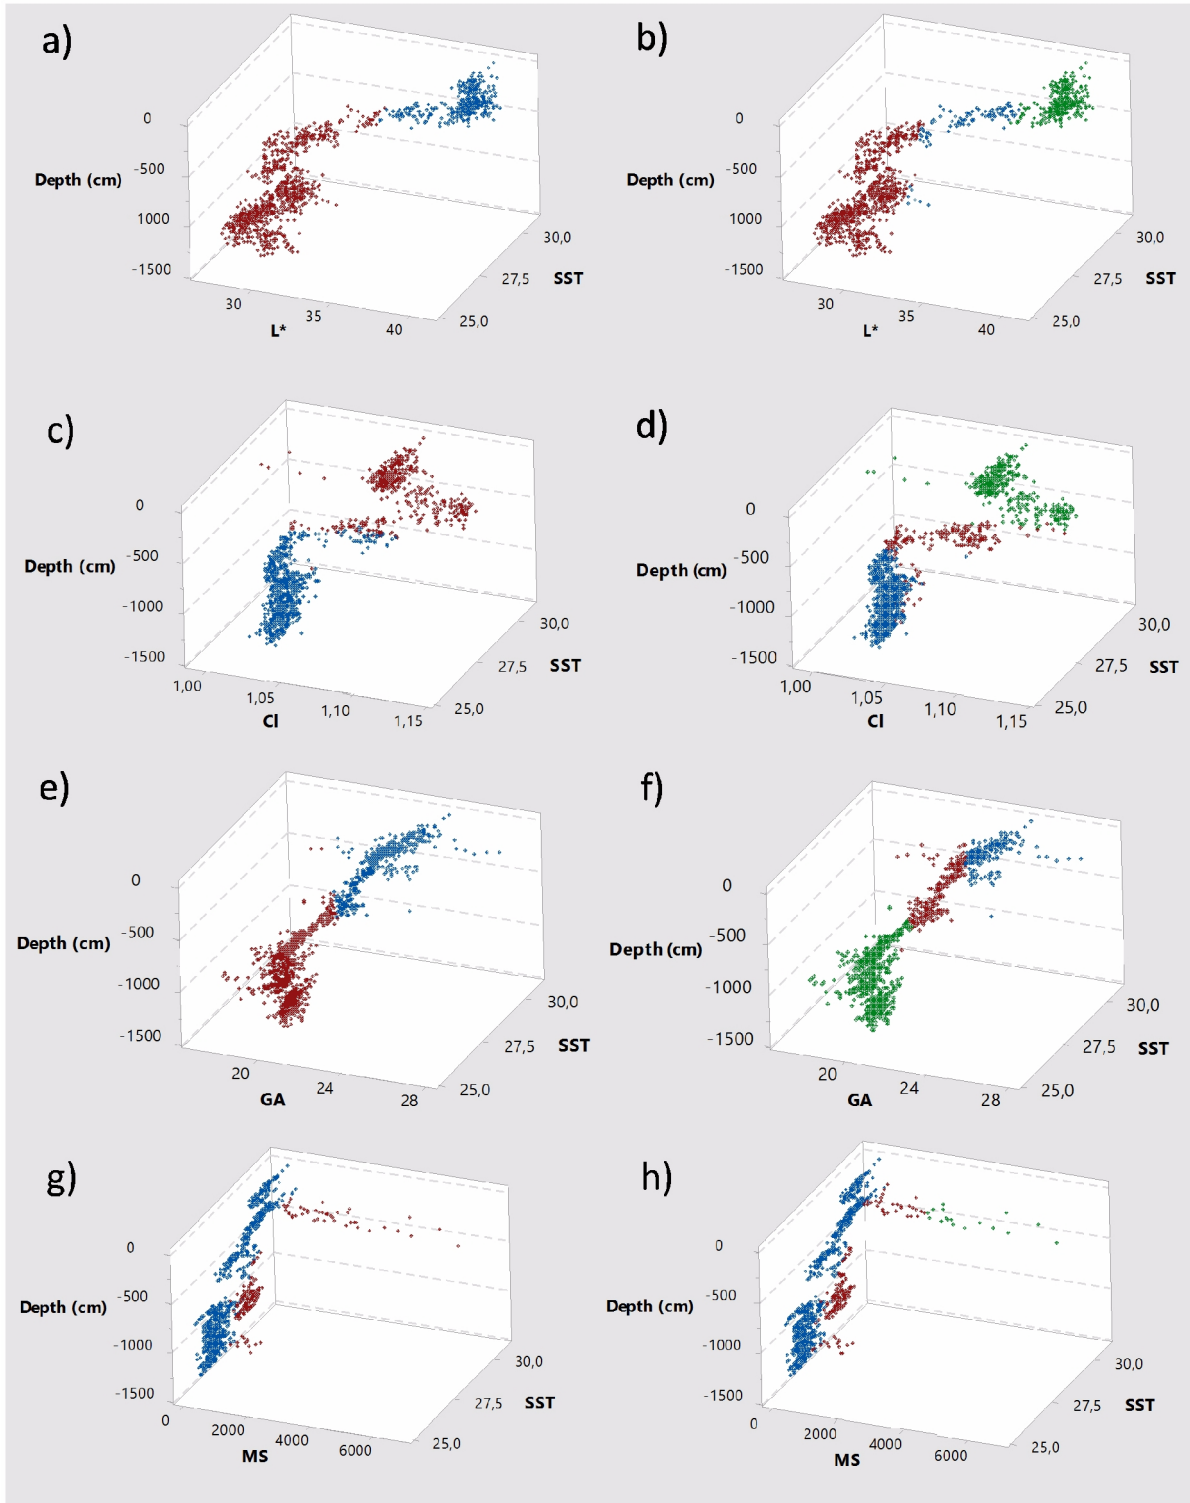 a)
0
Depth (cm)
-500
1000
-1500
30
35
40
L*
25,0
27,5
30,0
SST
b)
0
Depth (cm)
-500
1000
-1500
30
35
40
L*
25,0
27,5
30,0
SST
c)
0
Depth (cm)
-500
-1000
-1500
1,00
1,05
1,10
1,15
CI
25,0
27,5
30,0
SST
d)
0
Depth (cm)
-500
-1000
-1500
1,00
1,05
1,10
1,15
CI
25,0
27,5
30,0
SST
e)
0
Depth (cm)
-500
-1000
-1500
20
24
28
GA
25,0
27,5
30,0
SST
f)
0
Depth (cm)
-500
-1000
-1500
20
24
28
GA
25,0
27,5
30,0
SST
g)
0
Depth (cm)
-500
-1000
-1500
0
2000
4000
6000
MS
25,0
27,5
30,0
SST
h)
0
Depth (cm)
-500
-1000
-1500
0
2000
4000
6000
MS
25,0
27,5
30,0
SST